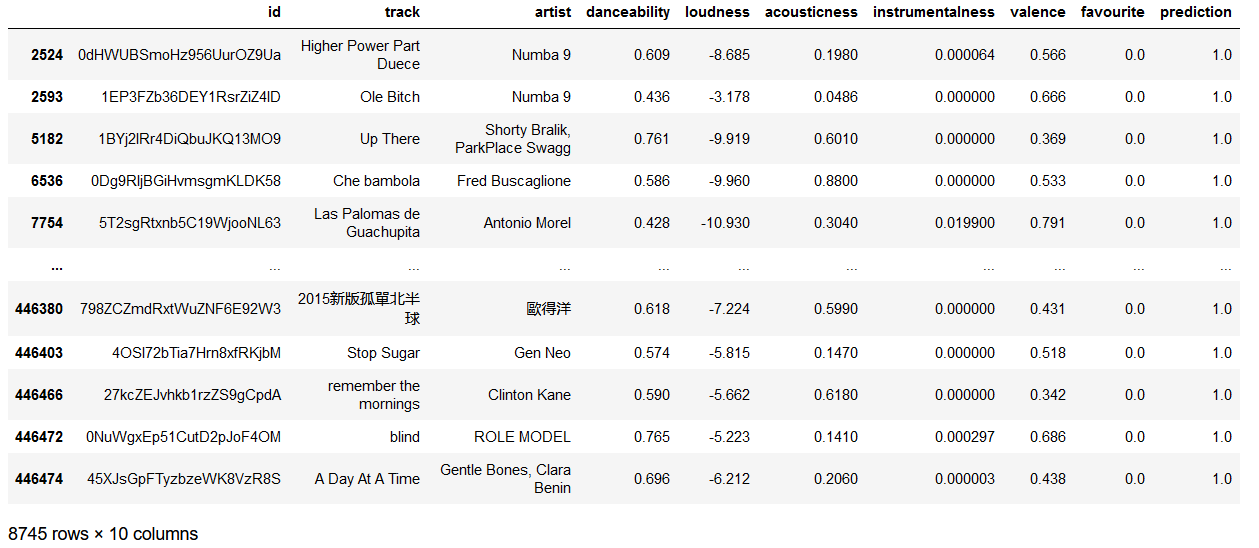 id track artist danceability loudness acousticness instrumentalness valence favourite prediction
2524 0dHWUBSmoHz956UurOZ9Ua Higher Power Part Duece Numba 9 0.609 -8.685 0.1980 0.000064 0.566 0.0 1.0
2593 1EP3FZb36DEY1RsrZiZ4lD Ole Bitch Numba 9 0.436 -3.178 0.0486 0.000000 0.666 0.0 1.0
5182 1BYj2lRr4DiQbuJKQ13MO9 Up There Shorty Bralik, ParkPlace Swagg 0.761 -9.919 0.6010 0.000000 0.369 0.0 1.0
6536 0Dg9RljBGiHvmsgmKLDK58 Che bambola Fred Buscaglione 0.586 -9.960 0.8800 0.000000 0.533 0.0 1.0
7754 5T2sgRtxnb5C19WjooNL63 Las Palomas de Guachupita Antonio Morel 0.428 -10.930 0.3040 0.019900 0.791 0.0 1.0
... ... ... ... ... ... ... ... ... ... ...
446380 798ZCZmdRxtWuZNF6E92W3 2015新版孤單北半球 歐得洋 0.618 -7.224 0.5990 0.000000 0.431 0.0 1.0
446403 4OSl72bTia7Hrn8xfRKjbM Stop Sugar Gen Neo 0.574 -5.815 0.1470 0.000000 0.518 0.0 1.0
446466 27kcZEJvhkb1rzZS9gCpdA remember the mornings Clinton Kane 0.590 -5.662 0.6180 0.000000 0.342 0.0 1.0
446472 0NuWgxEp51CutD2pJoF4OM blind ROLE MODEL 0.765 -5.223 0.1410 0.000297 0.686 0.0 1.0
446474 45XJsGpFTyzbzeWK8VzR8S A Day At A Time Gentle Bones, Clara Benin 0.696 -6.212 0.2060 0.000003 0.438 0.0 1.0
8745 rows × 10 columns